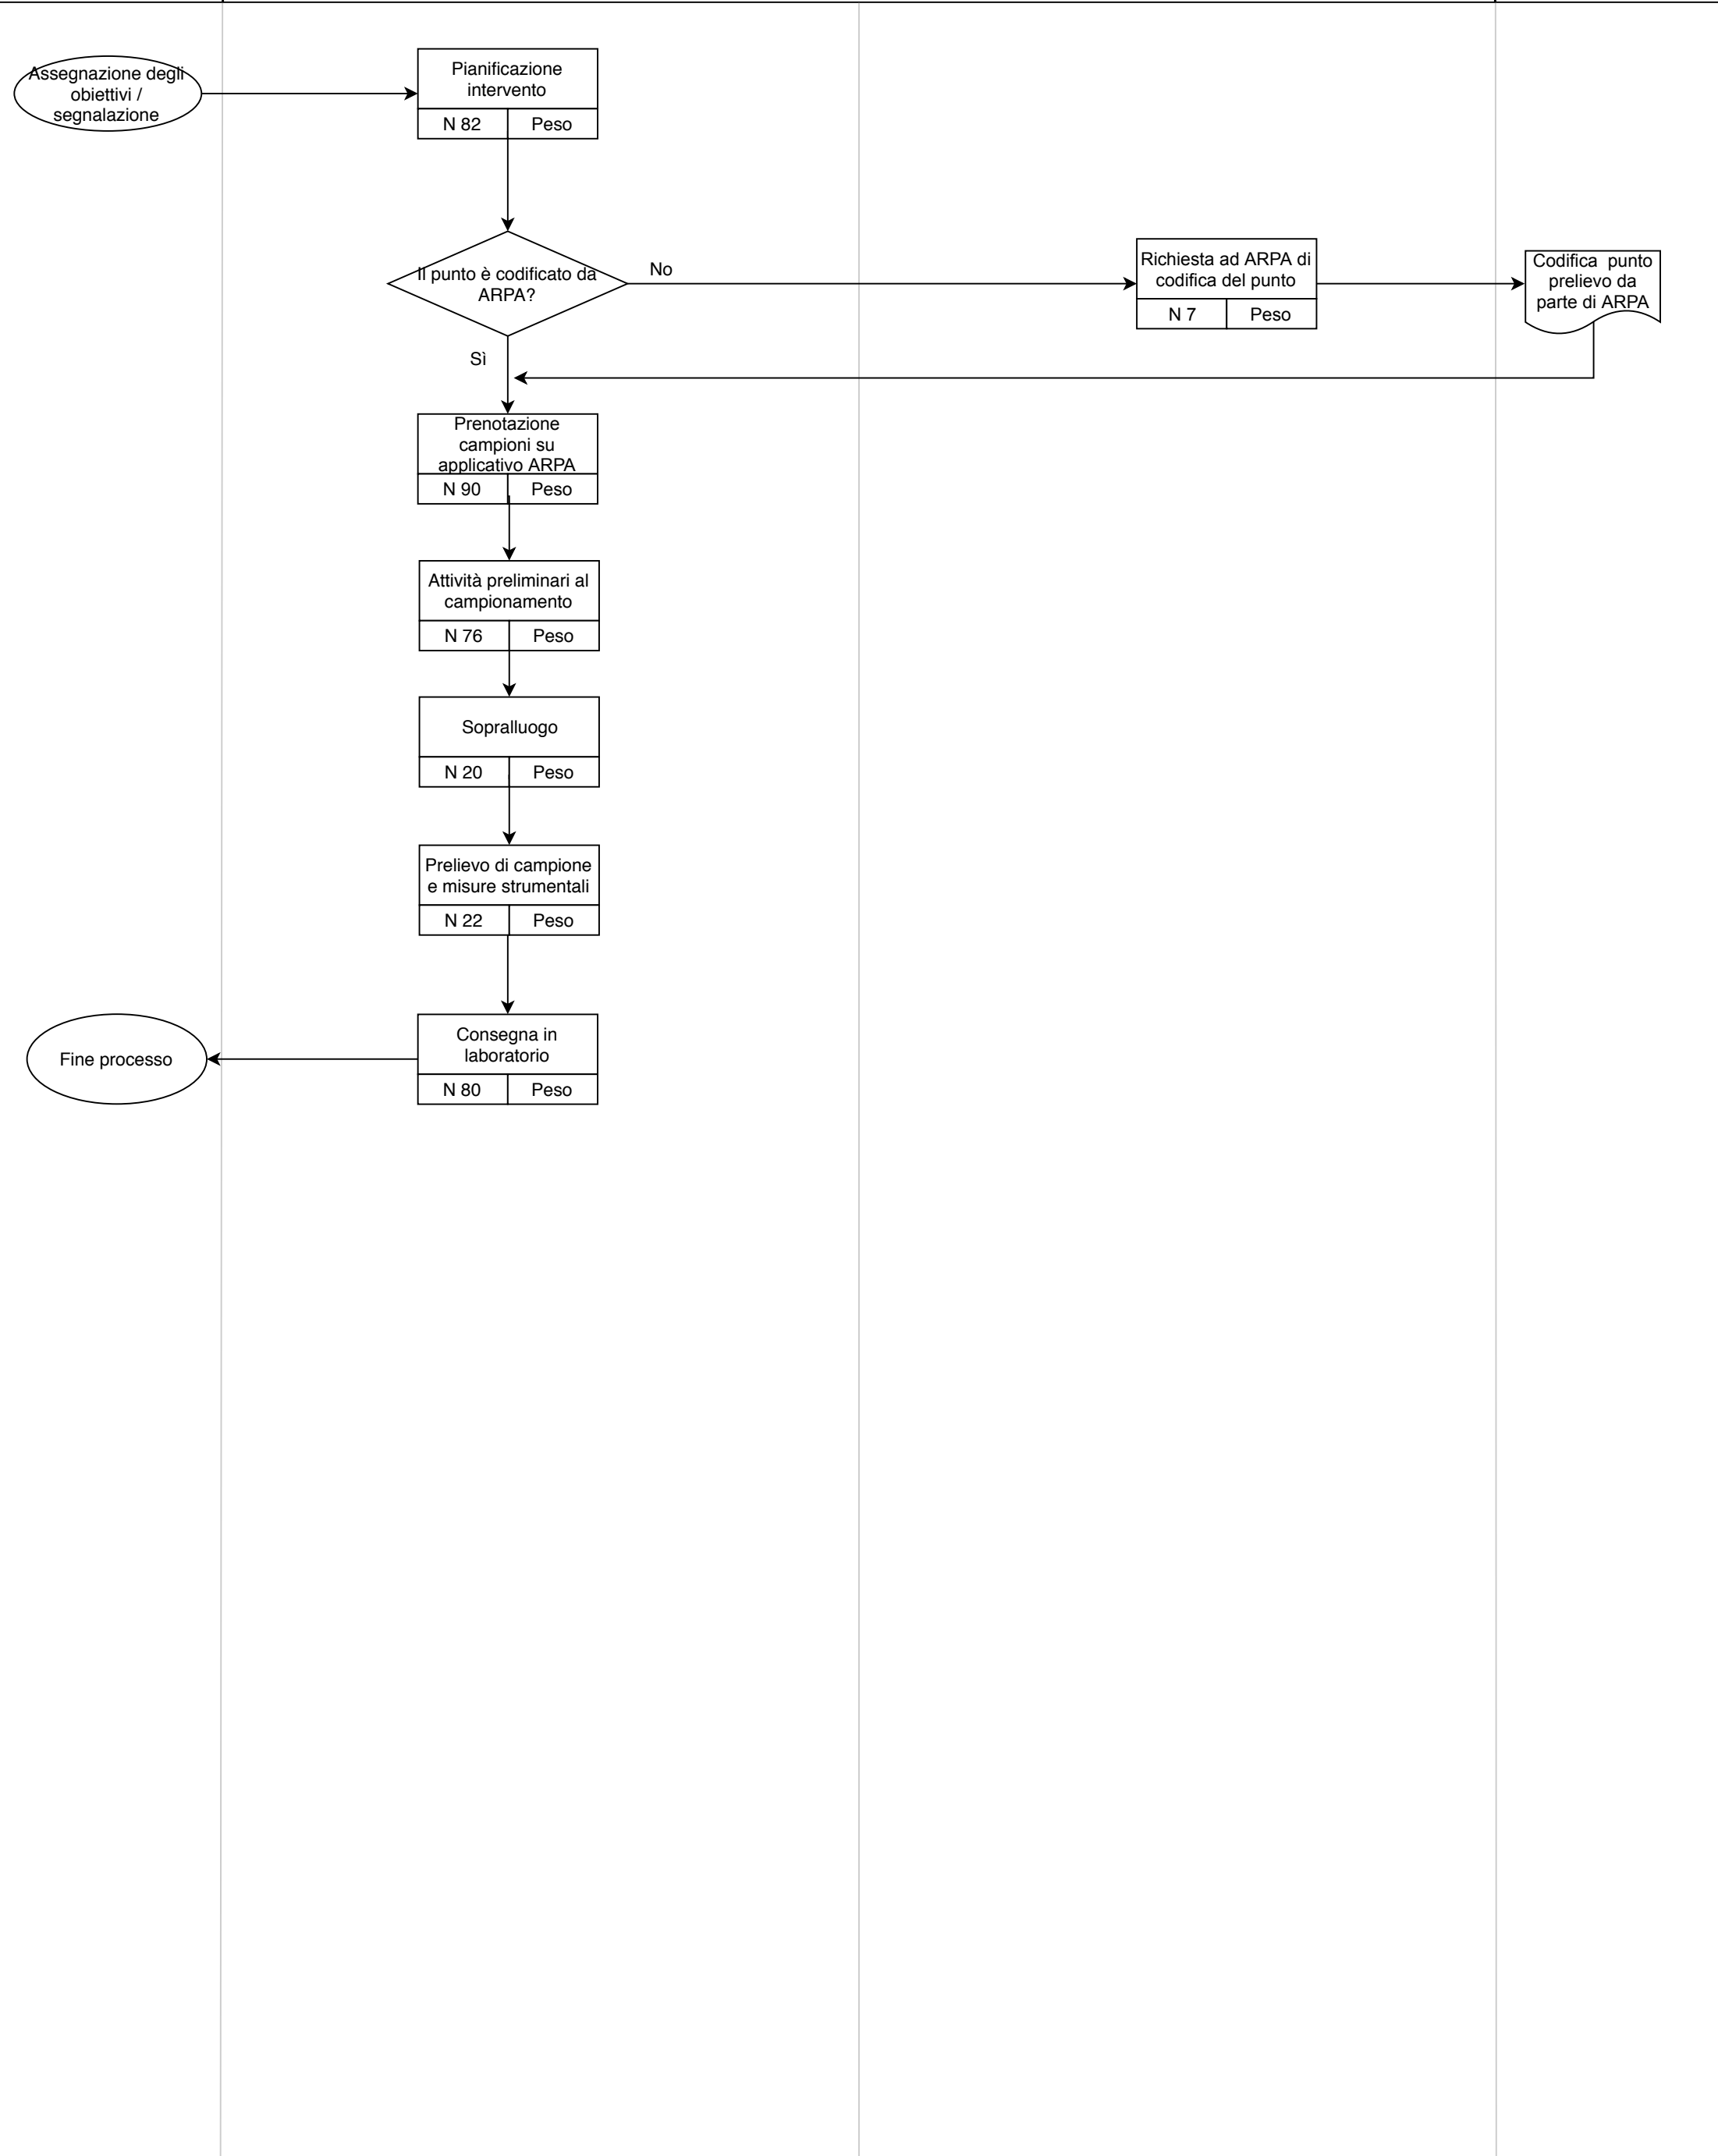 Assegnazione degli
obiettivi /
segnalazione
Pianificazione
intervento
N 82
Peso
Il punto è codificato da
ARPA?
No
Richiesta ad ARPA di
codifica del punto
N 7
Peso
Codifica  punto
prelievo da
parte di ARPA
Sì
Prenotazione
campioni su
applicativo ARPA
N 90
Peso
Attività preliminari al
campionamento
N 76
Peso
Sopralluogo
N 20
Peso
Prelievo di campione
e misure strumentali
N 22
Peso
Consegna in
laboratorio
N 80
Peso
Fine processo